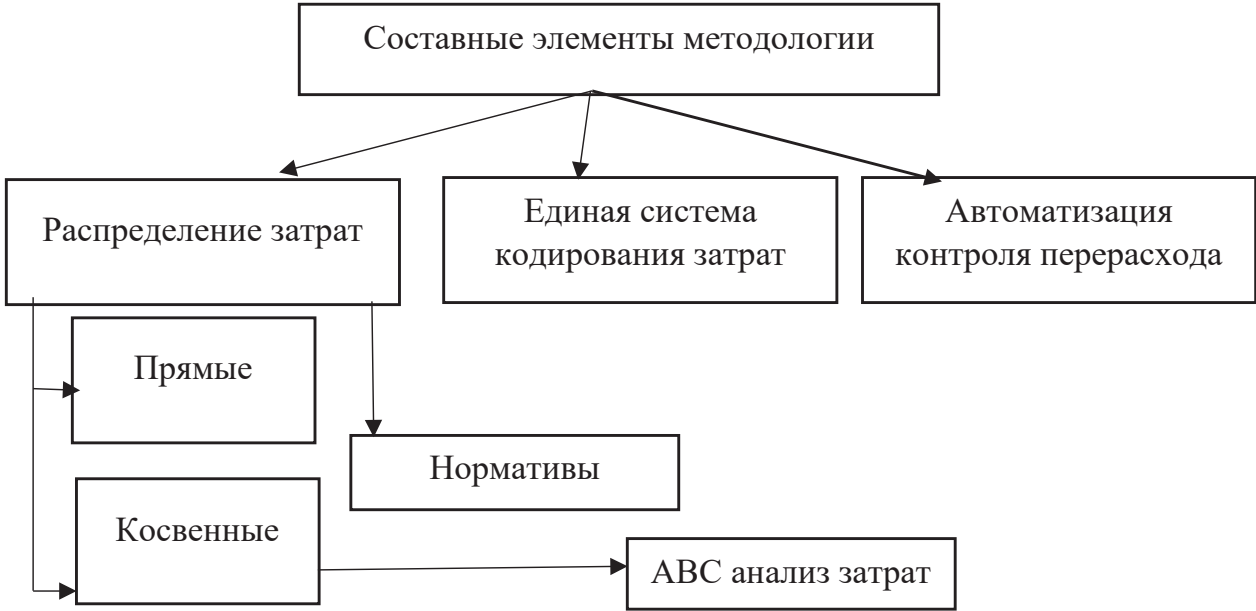 Составные элементы методологии
Распределение затрат
Единая система
кодирования затрат
Автоматизация
контроля перерасхода
Прямые
Нормативы
Косвенные
АВС анализ затрат